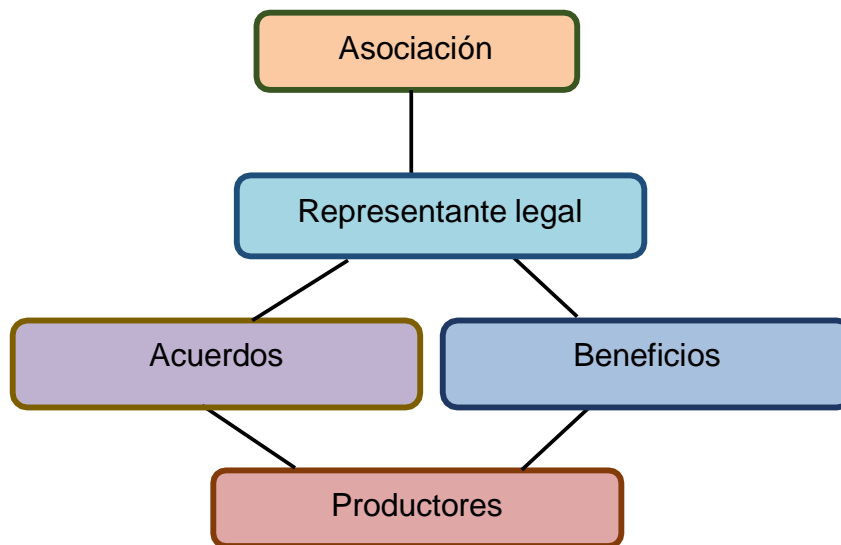 Asociación
Representante legal
Acuerdos
Beneficios
Productores